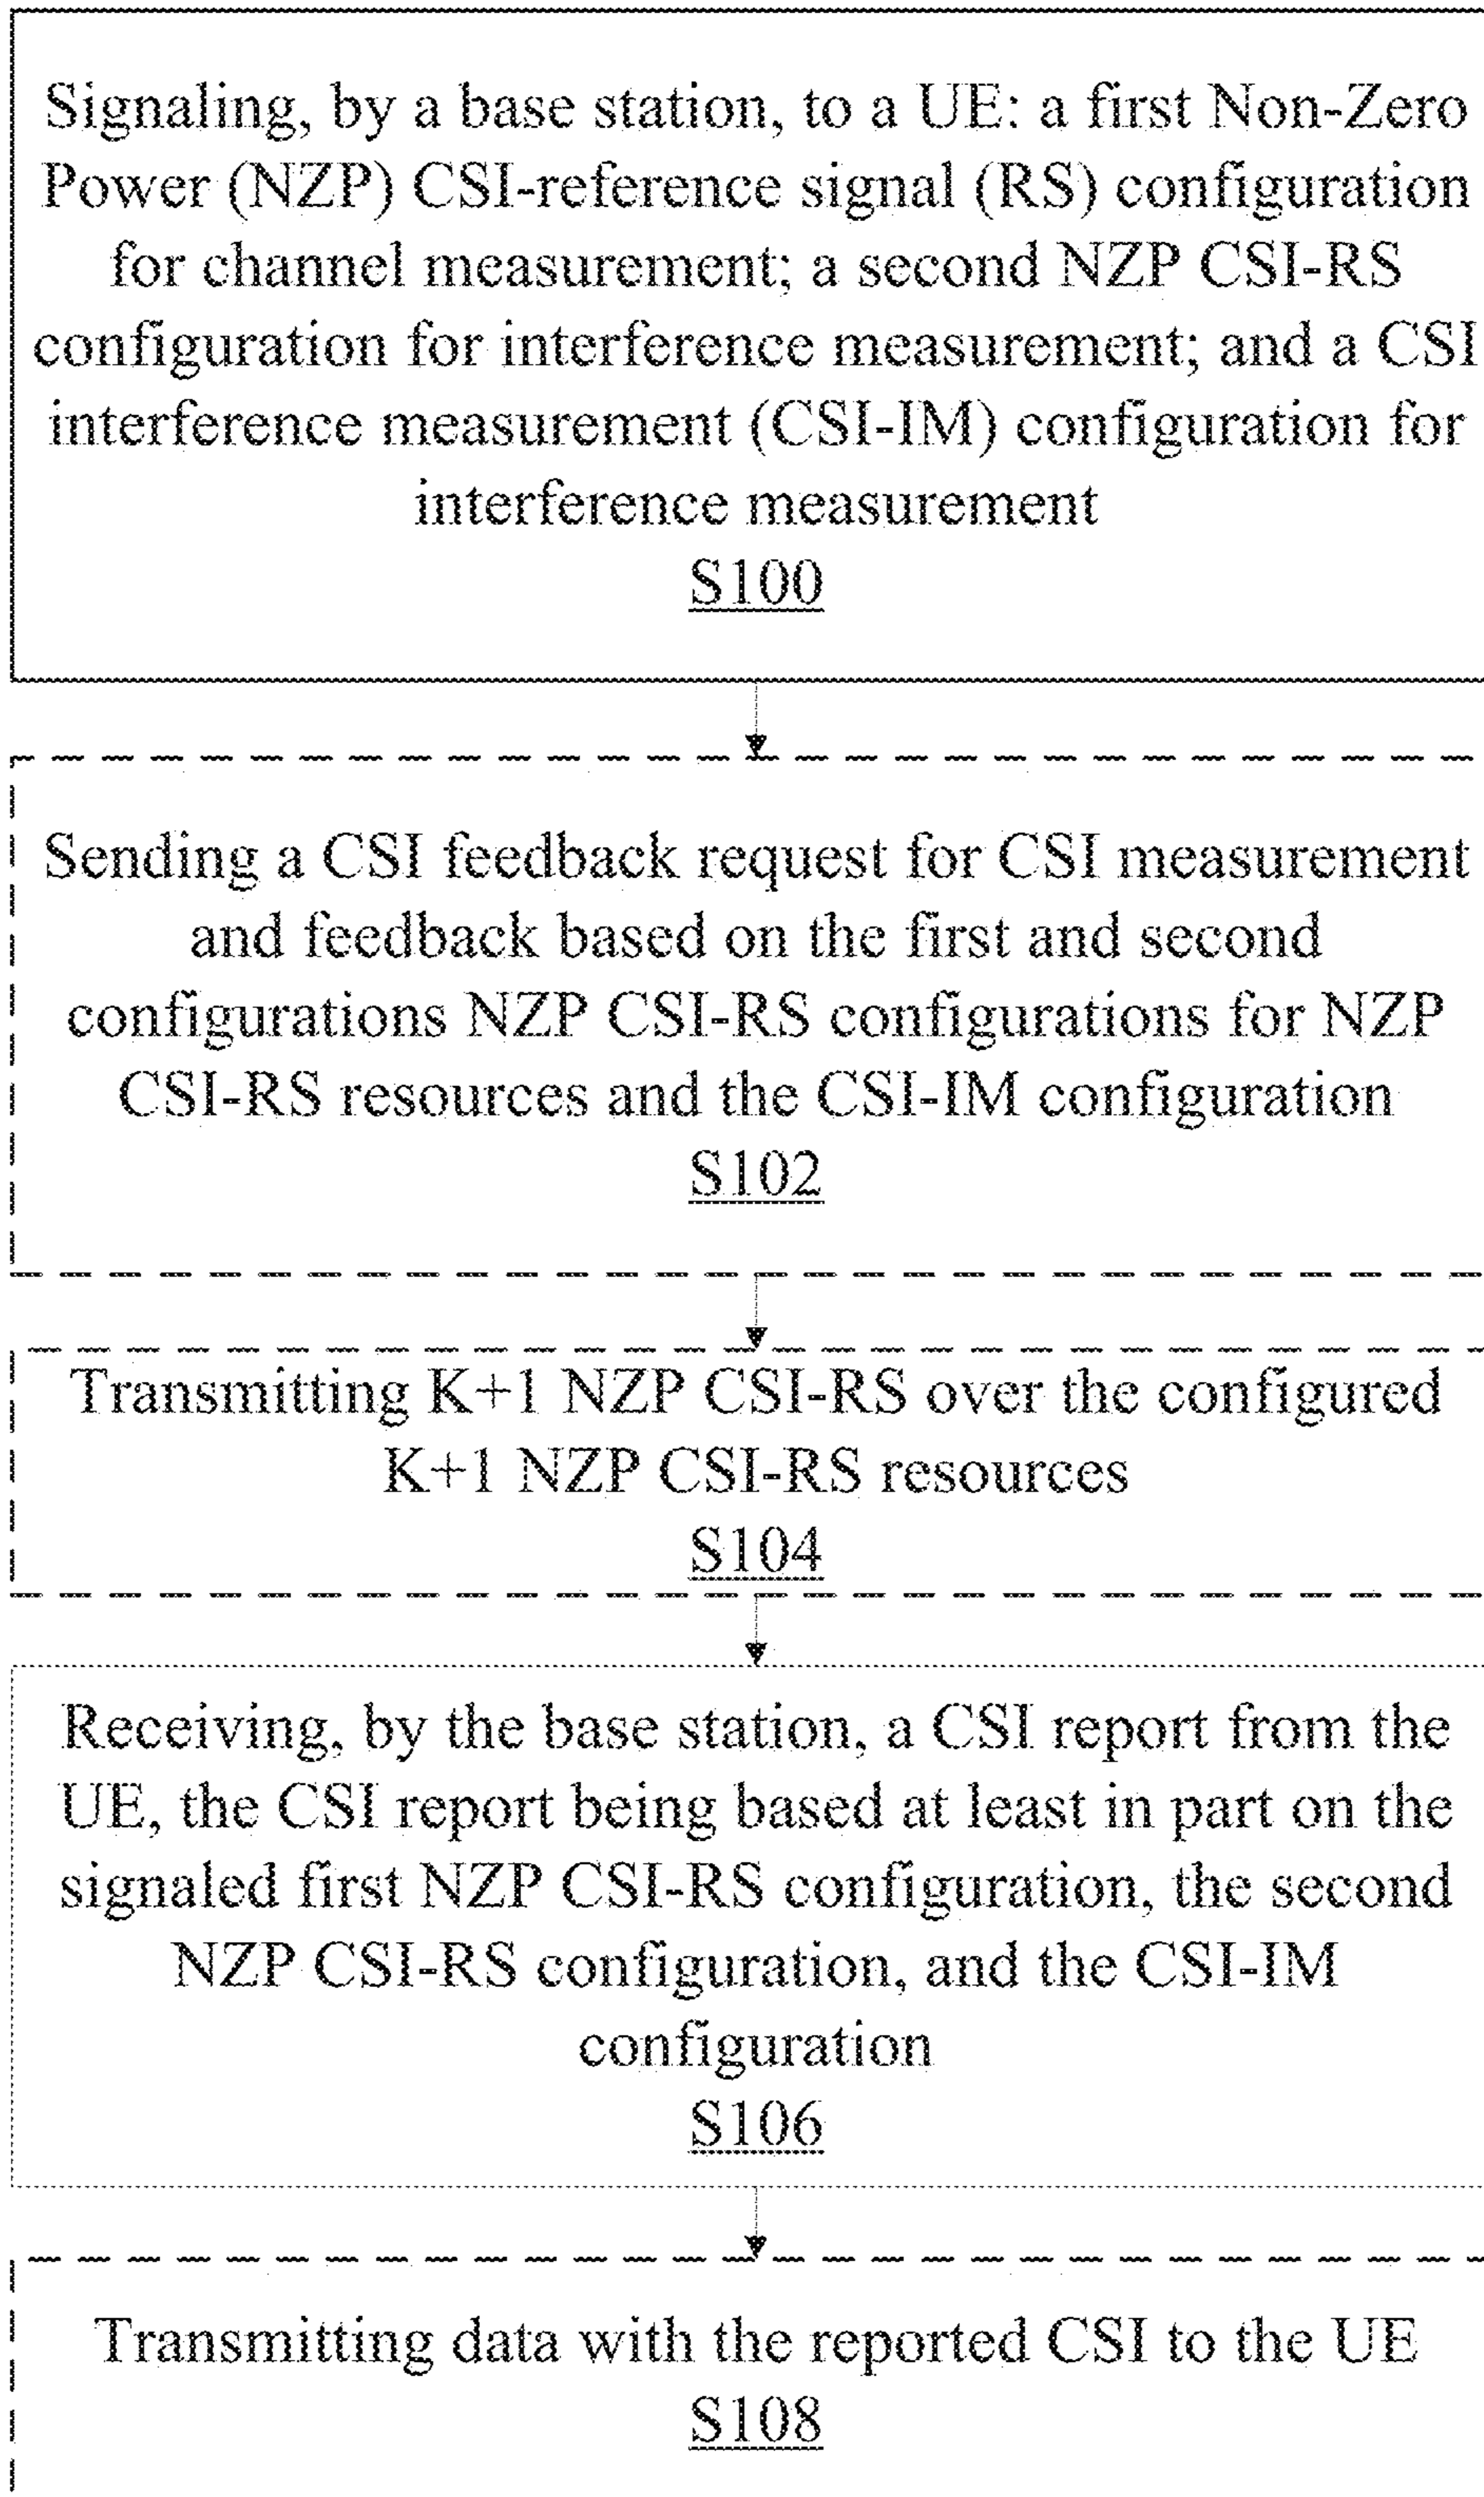 Signaling, by a base station, to a UE: a first Non-Zero
Power (NZP) CSI-reference signal (RS) configuration
for channel measurement; a second NZP CSI-RS
configuration for interference measurement; and a CSI
interference measurement (CSI-IM) configuration for
interference measurement
S100
Sending a CSI feedback request for CSI measurement
and feedback based on the first and second
configurations NZP CSI-RS configurations for NZP
CSI-RS resources and the CSI-IM configuration
S102
Transmitting K+1 NZP CSI-RS over the configured
K+1 NZP CSI-RS resources
S104
Receiving, by the base station, a CSI report from the
UE, the CSI report being based at least in part on the
signaled first NZP CSI-RS configuration, the second
NZP CSI-RS configuration, and the CSI-IM
configuration
S106
Transmitting data with the reported CSI to the UE
S108